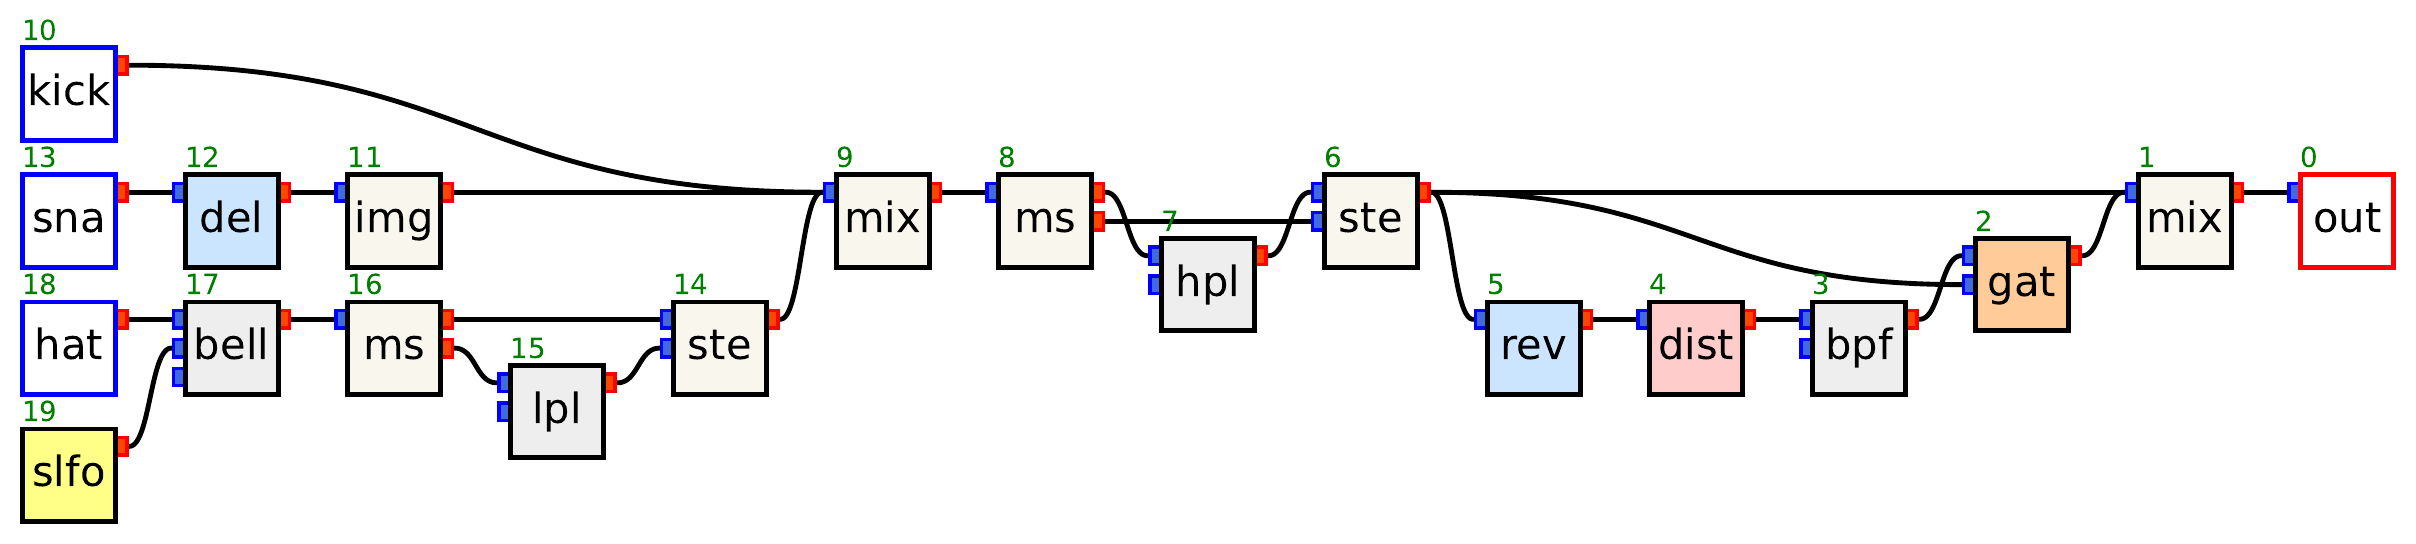 10
kick
13 12 11 9 8 6 1 0
sna del img mix ms ste mix out
7 2
hpl gat
18 17 16 14 5 4 3
hat bell ms ste rev dist bpf
15
lpl
19
slfo